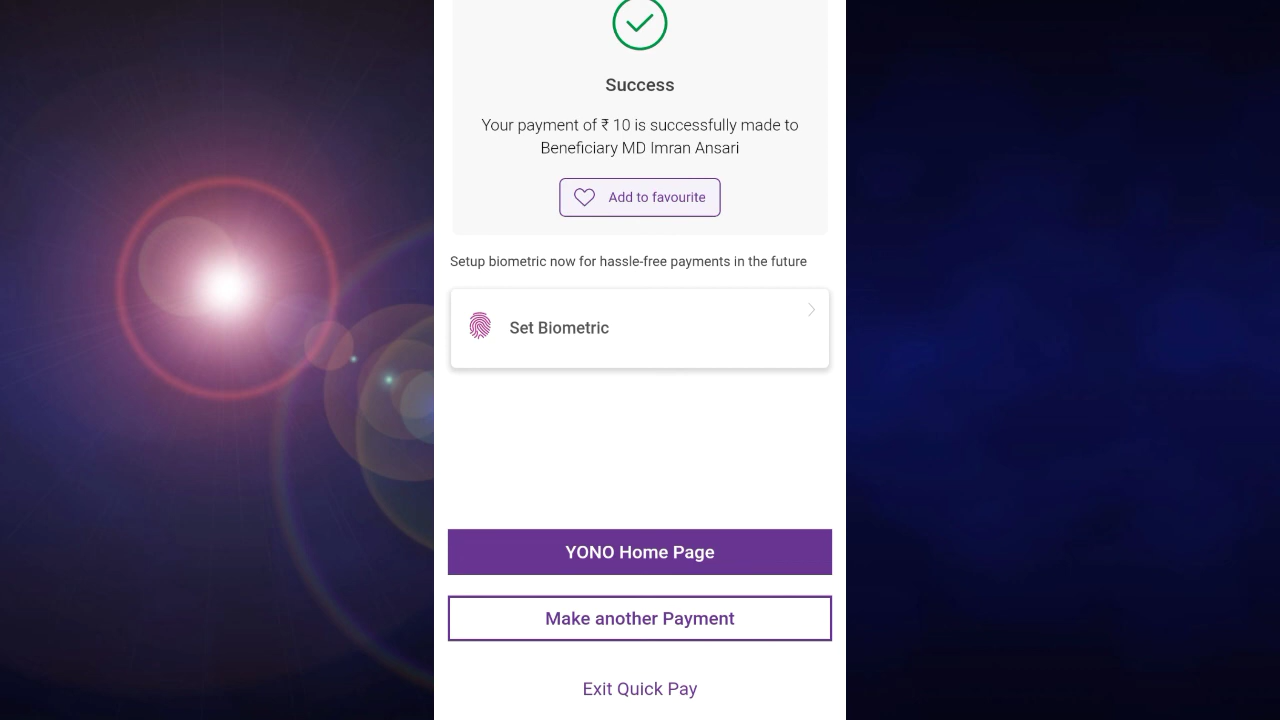 Success
Your payment of ₹ 10 is successfully made to
Beneficiary MD Imran Ansari
Add to favourite
Setup biometric now for hassle-free payments in the future
Set Biometric
YONO Home Page
Make another Payment
Exit Quick Pay